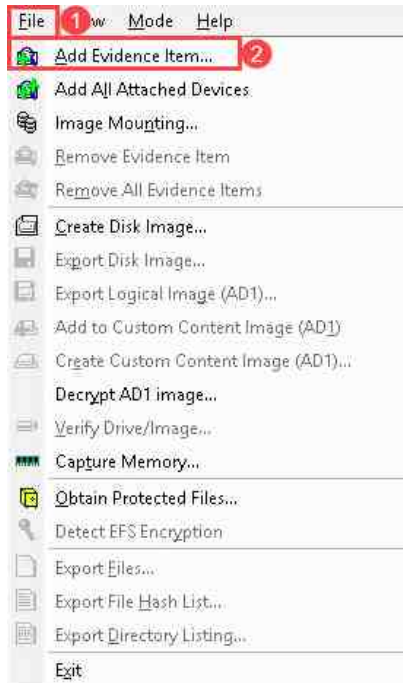 File 1 w Mode Help
Add Evidence Item... 2
Add All Attached Devices
Image Mounting...
Remove Evidence Item
Remove All Evidence Items
Create Disk Image...
Export Disk Image...
Export Logical Image (AD1)...
Add to Custom Content Image (AD1)
Create Custom Content Image (AD1)...
Decrypt AD1 image...
Verify Drive/Image...
Capture Memory...
Obtain Protected Files...
Detect EFS Encryption
Export Files...
Export File Hash List...
Export Directory Listing...
Exit